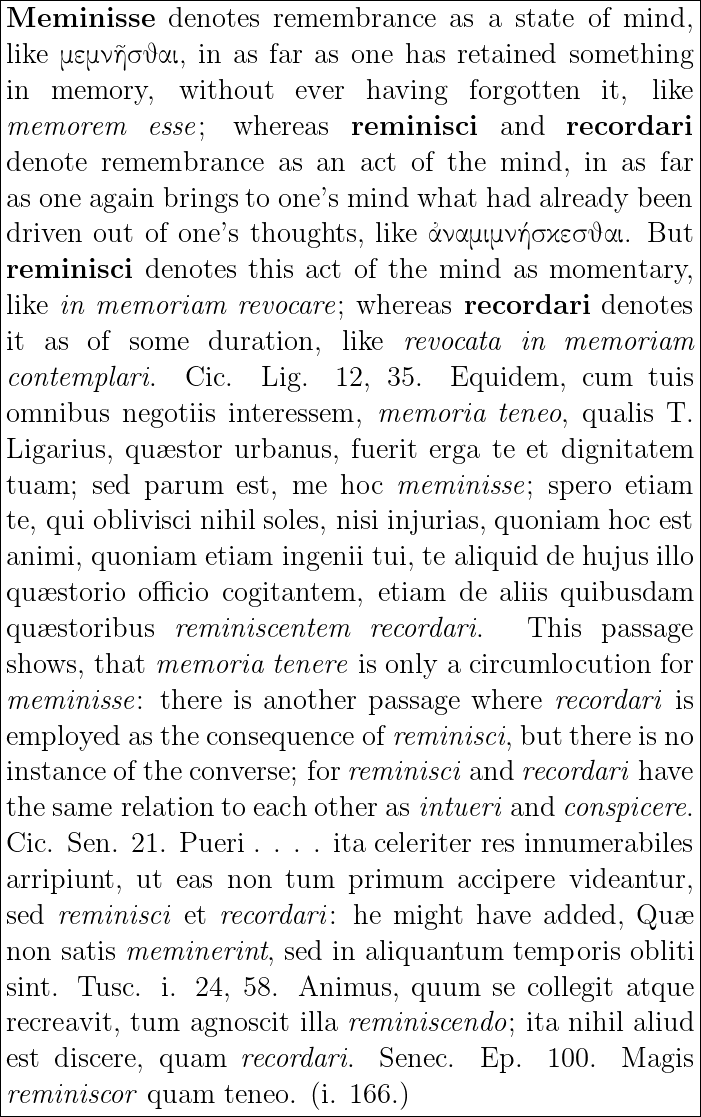 Meminisse denotes remembrance as a state of mind,
like μεμνῆσϑαι, in as far as one has retained something
in memory, without ever having forgotten it, like
memorem esse; whereas reminisci and recordari
denote remembrance as an act of the mind, in as far
as one again brings to one's mind what had already been
driven out of one's thoughts, like ἀναμιμνήσκεσϑαι. But
reminisci denotes this act of the mind as momentary,
like in memoriam revocare; whereas recordari denotes
it as of some duration, like revocata in memoriam
contemplari. Cic. Lig. 12, 35. Equidem, cum tuis
omnibus negotiis interessem, memoria teneo, qualis T.
Ligarius, quæstor urbanus, fuerit erga te et dignitatem
tuam; sed parum est, me hoc meminisse; spero etiam
te, qui oblivisci nihil soles, nisi injurias, quoniam hoc est
animi, quoniam etiam ingenii tui, te aliquid de hujus illo
quæstorio officio cogitantem, etiam de aliis quibusdam
quæstoribus reminiscentem recordari. This passage
shows, that memoria tenere is only a circumlocution for
meminisse: there is another passage where recordari is
employed as the consequence of reminisci, but there is no
instance of the converse; for reminisci and recordari have
the same relation to each other as intueri and conspicere.
Cic. Sen. 21. Pueri . . . . ita celeriter res innumerabiles
arripiunt, ut eas non tum primum accipere videantur,
sed reminisci et recordari: he might have added, Quæ
non satis meminerint, sed in aliquantum temporis obliti
sint. Tusc. i. 24, 58. Animus, quum se collegit atque
recreavit, tum agnoscit illa reminiscendo; ita nihil aliud
est discere, quam recordari. Senec. Ep. 100. Magis
reminiscor quam teneo. (i. 166.)